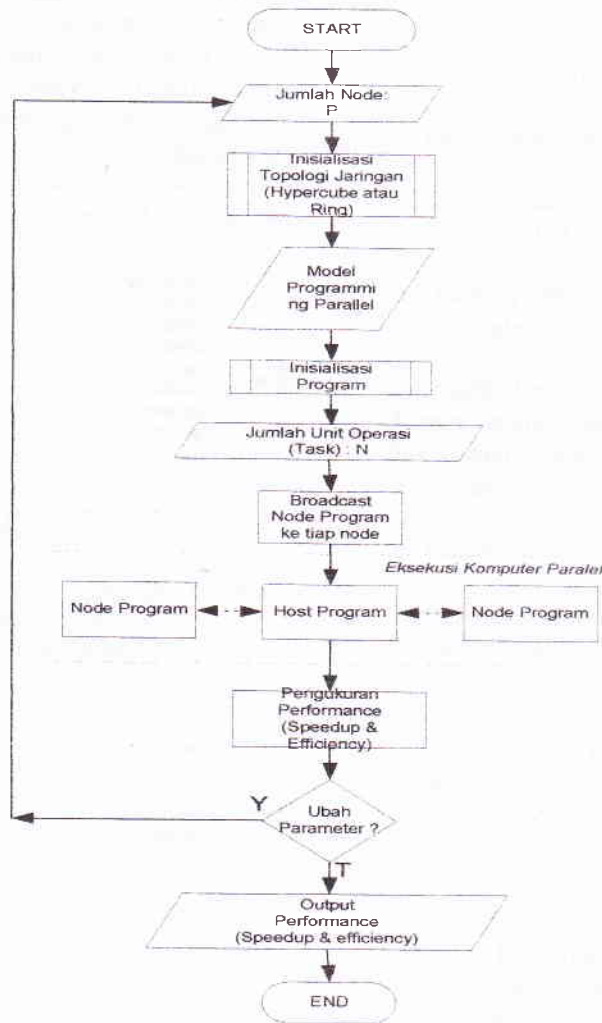 START
Jumlah Node:
P
Inisialisasi
Topologi Jaringan
(Hypercube atau
Ring)
Model
Programmi
ng Parallel
Inisialisasi
Program
Jumlah Unit Operasi
(Task) : N
Broadcast
Node Program
ke tiap node
Eksekusi Komputer Paralel
Node Program
Host Program
Node Program
Pengukuran
Performance
(Speedup &
Efficiency)
Y
Ubah
Parameter ?
T
Output
Performance
(Speedup & efficiency)
END